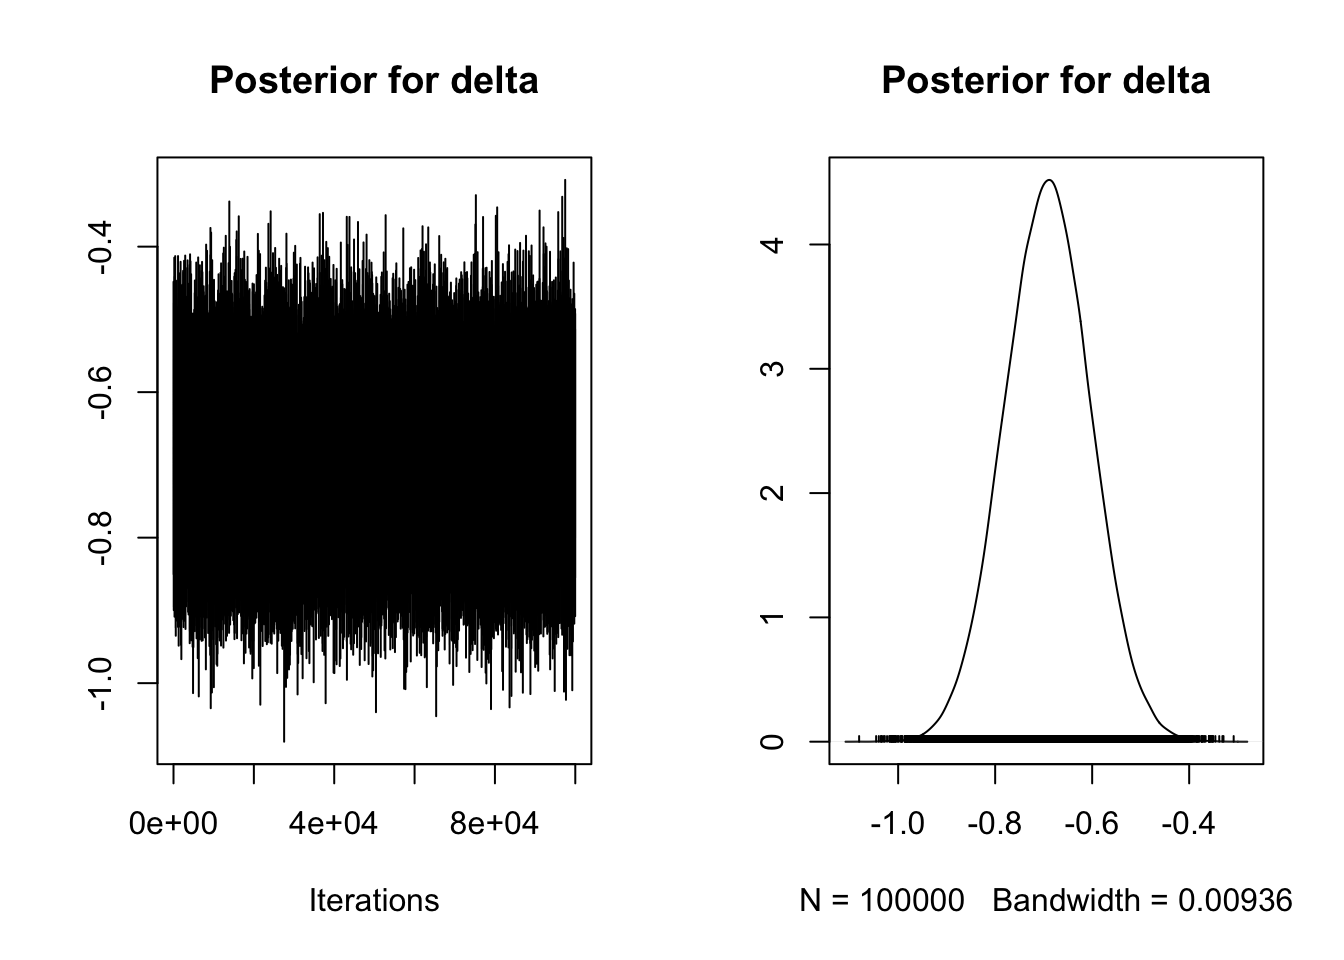 Posterior for delta
-0.4
-0.6
-0.8
-1.0
0e+00 4e+04 8e+04
Iterations
Posterior for delta
4
3
2
1
0
-1.0 -0.8 -0.6 -0.4
N = 100000 Bandwidth = 0.00936